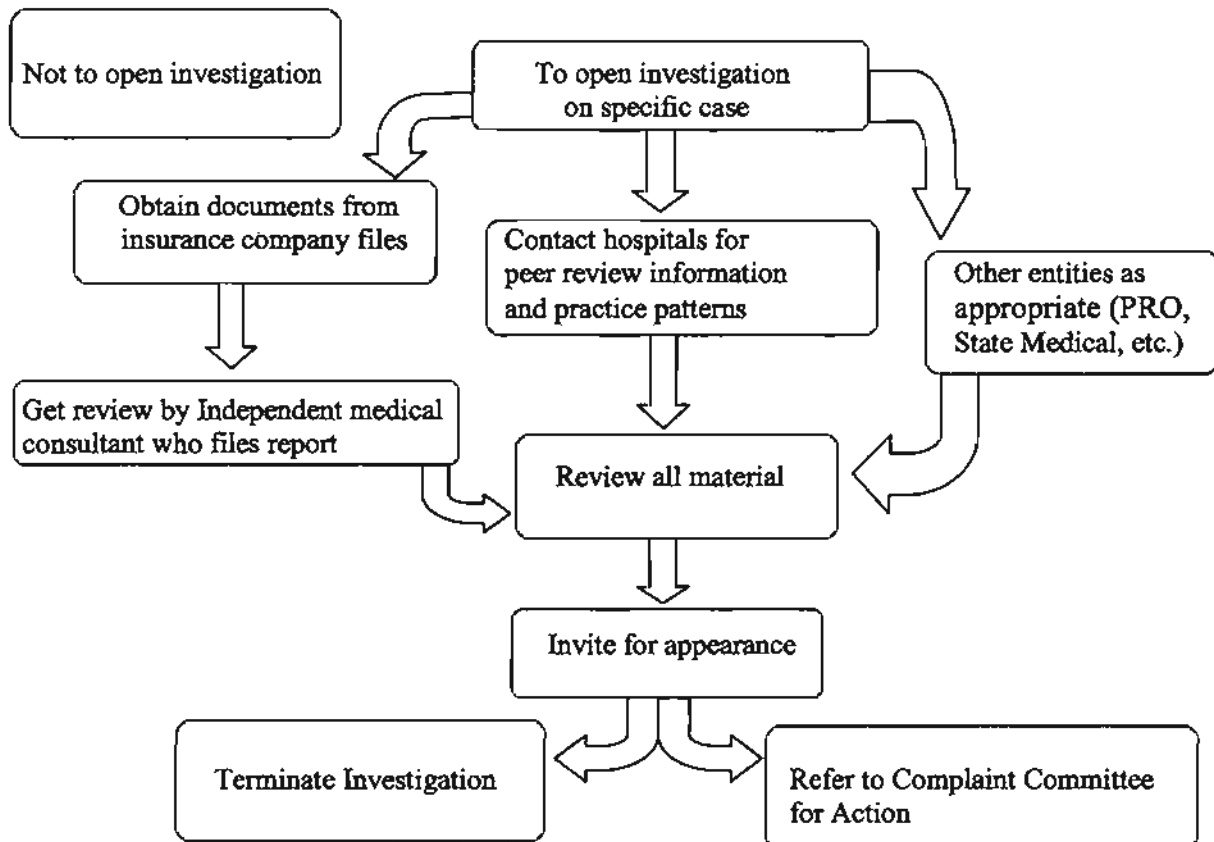 Not to open investigation
To open investigation
on specific case
Obtain documents from
insurance company files
Contact hospitals for
peer review information
and practice patterns
Other entities as
appropriate (PRO,
State Medical, etc.)
Get review by Independent medical
consultant who files report
Review all material
Invite for appearance
Terminate Investigation
Refer to Complaint Committee
for Action